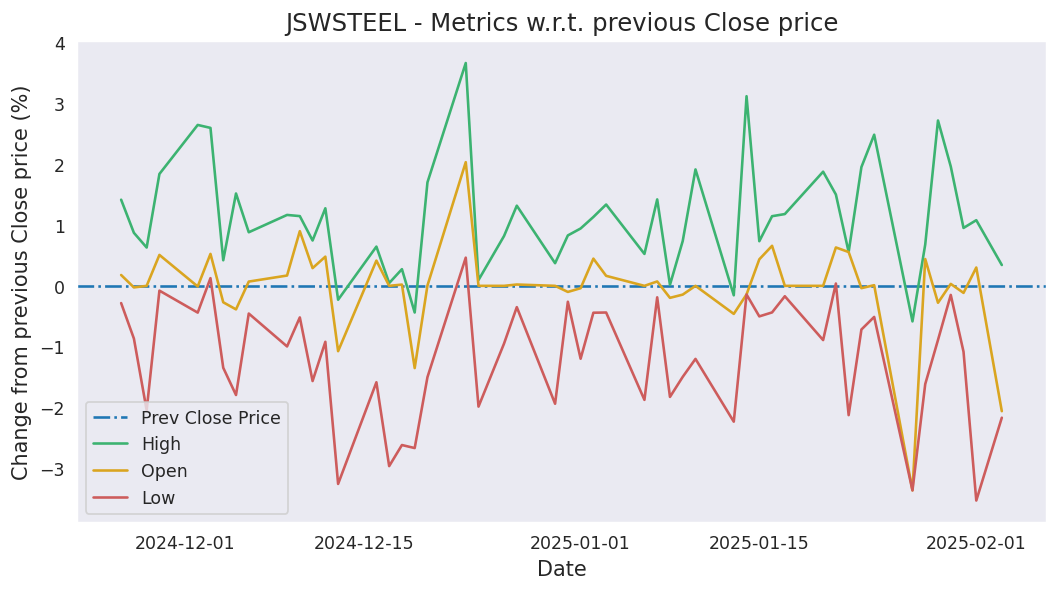 JSWSTEEL - Metrics w.r.t. previous Close price
Change from previous Close price (%)
4
3
2
1
0
−1
−2
−3
Prev Close Price
High
Open
Low
2024-12-01
2024-12-15
2025-01-01
2025-01-15
2025-02-01
Date